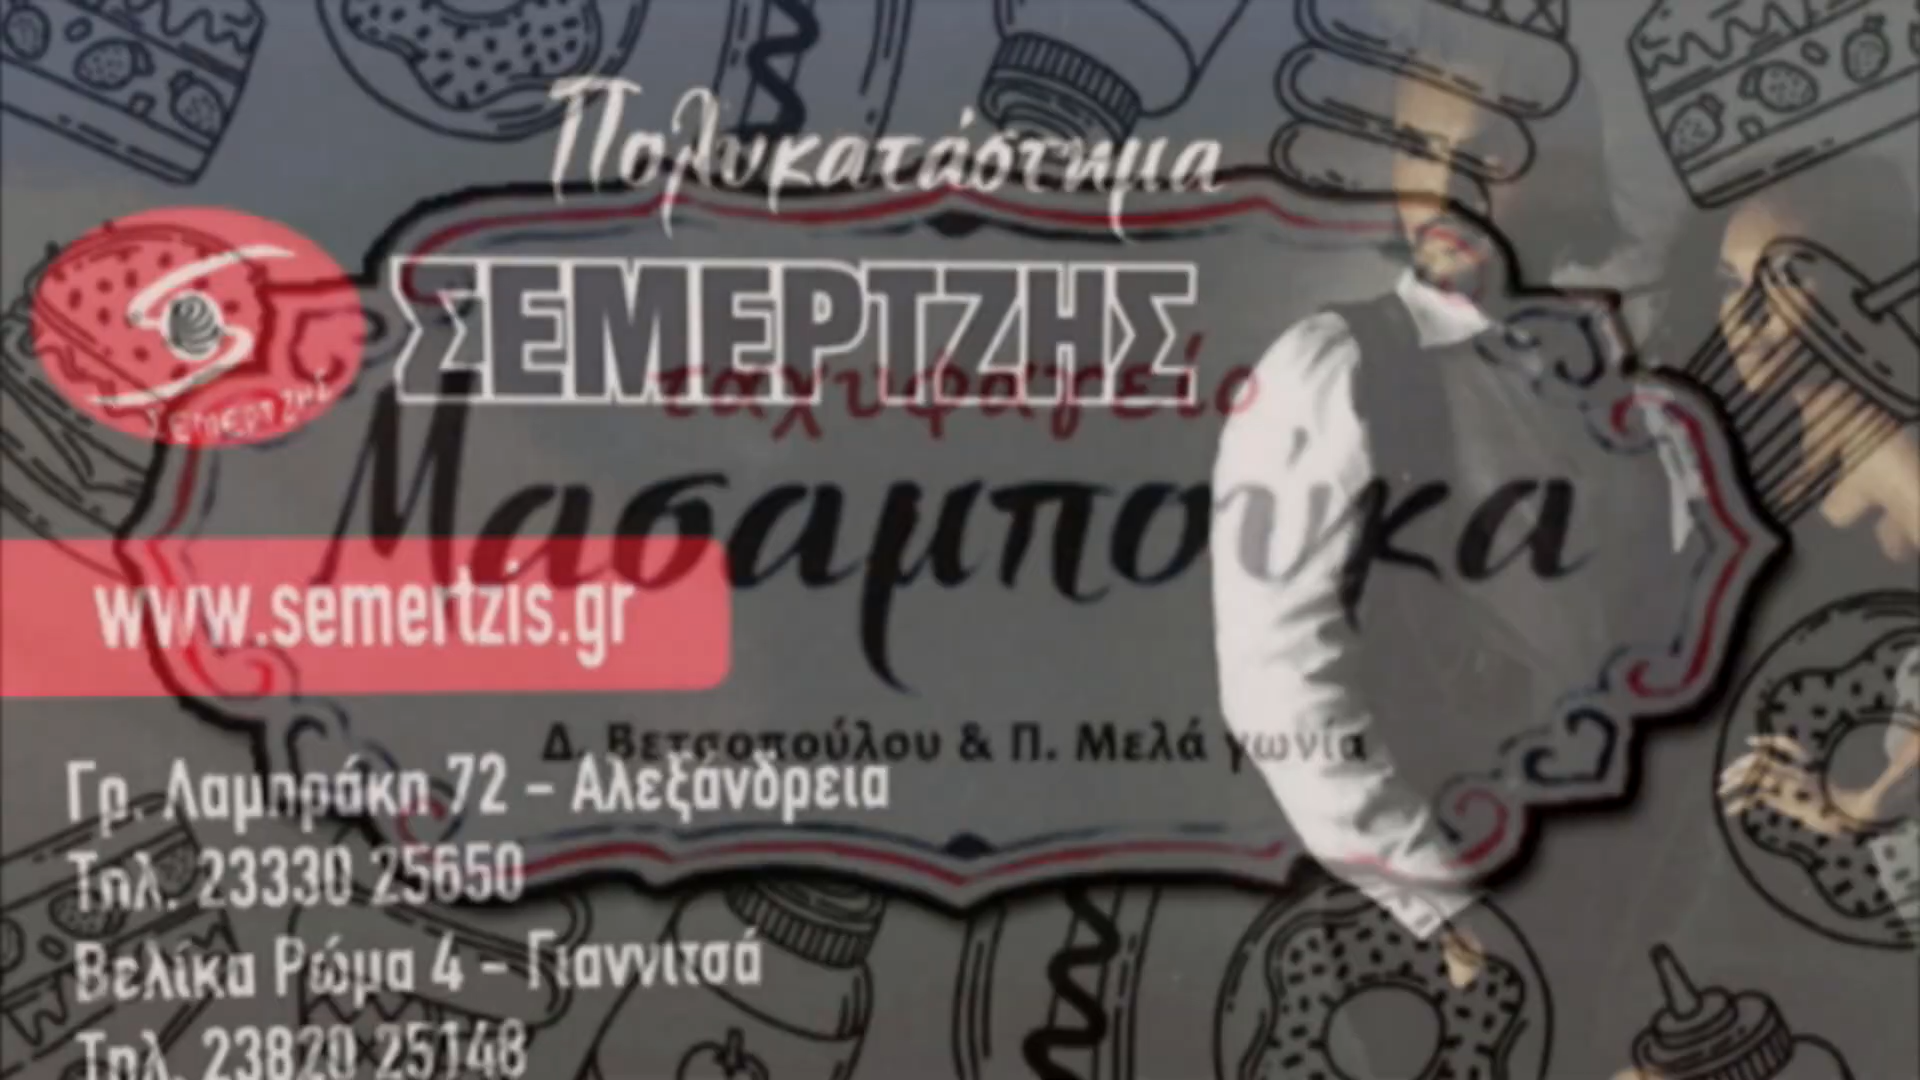 Πολυκατάστημα
ΣΕΜΕΡΤΖΗΣ
ΣΕΜΕΡΤΖΗΣ
ταχυφαγείο
Μασαμπούκα
www.semertzis.gr
Δ. Βετσοπούλου & Π. Μελά γωνία
Γρ. Λαμπράκη 72 – Αλεξάνδρεια
Τηλ. 23330 25650
Βελίκα Ρώμα 4 – Γιαννιτσά
Τηλ. 23820 25148